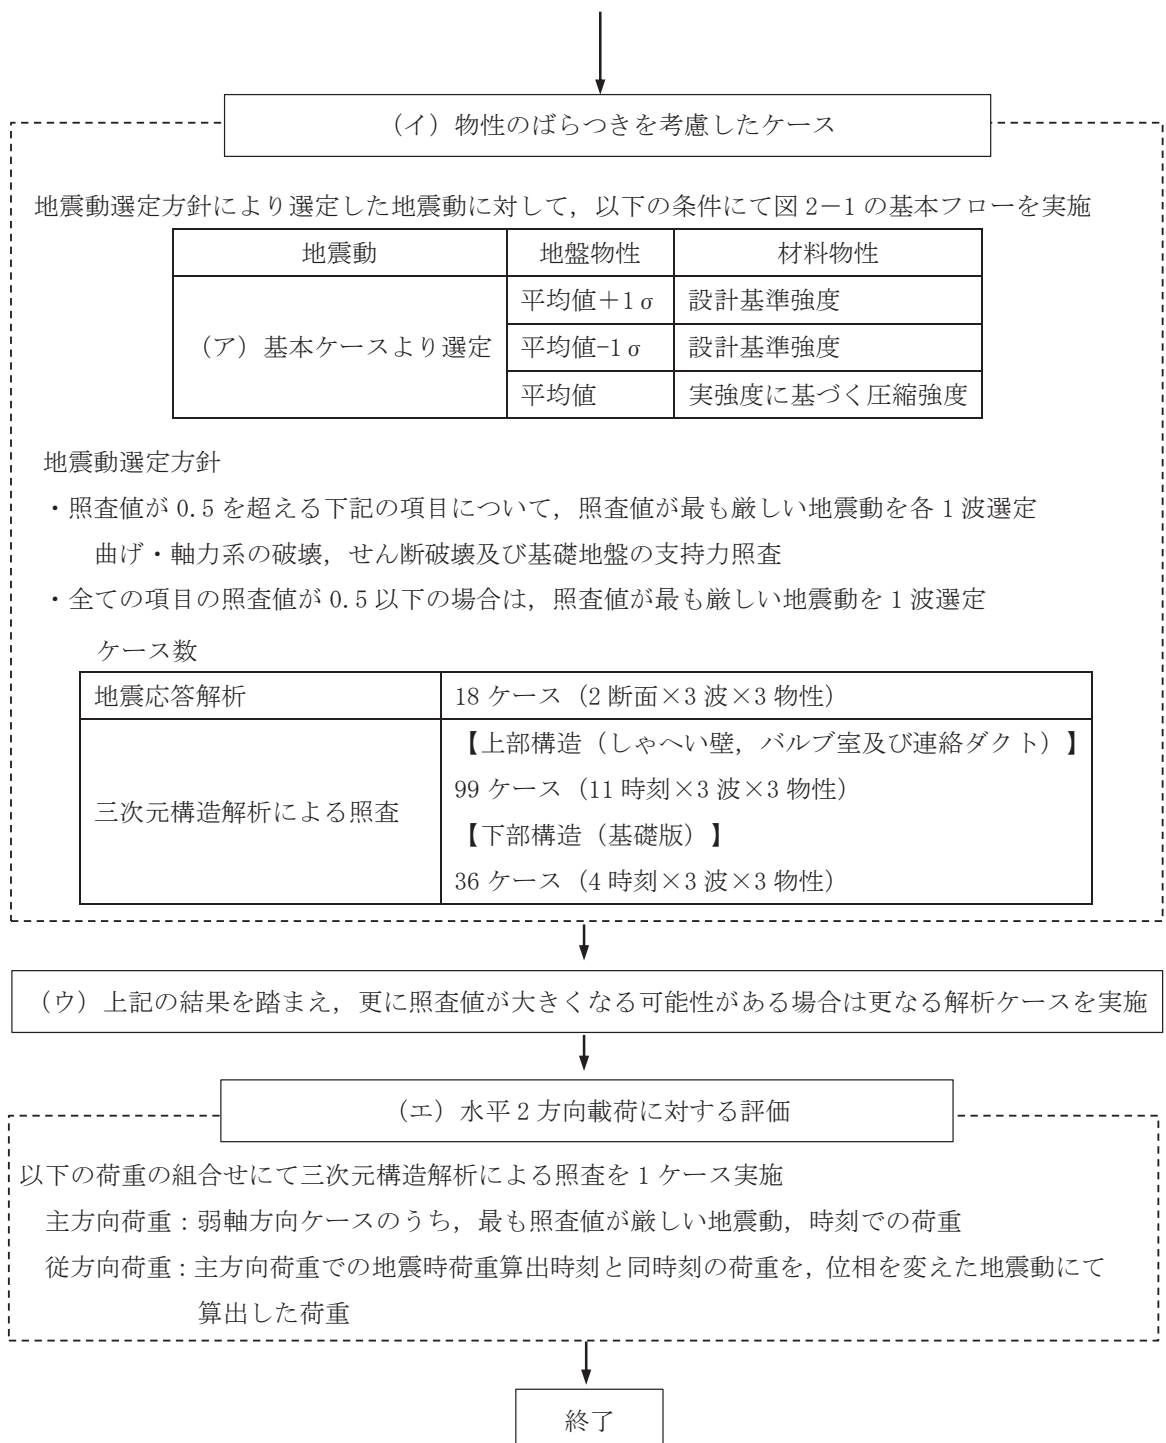 （イ）物性のばらつきを考慮したケース
地震動選定方針により選定した地震動に対して，以下の条件にて図 2－1 の基本フローを実施
地震動 地盤物性 材料物性
（ア）基本ケースより選定 平均値＋1σ 設計基準強度
平均値-1σ 設計基準強度
平均値 実強度に基づく圧縮強度
地震動選定方針
・照査値が 0.5 を超える下記の項目について，照査値が最も厳しい地震動を各 1 波選定
曲げ・軸力系の破壊，せん断破壊及び基礎地盤の支持力照査
・全ての項目の照査値が 0.5 以下の場合は，照査値が最も厳しい地震動を 1 波選定
ケース数
地震応答解析 18 ケース（2 断面×3 波×3 物性）
三次元構造解析による照査 【上部構造（しゃへい壁，バルブ室及び連絡ダクト）】
99 ケース（11 時刻×3 波×3 物性）
【下部構造（基礎版）】
36 ケース（4 時刻×3 波×3 物性）
（ウ）上記の結果を踏まえ，更に照査値が大きくなる可能性がある場合は更なる解析ケースを実施
（エ）水平 2 方向載荷に対する評価
以下の荷重の組合せにて三次元構造解析による照査を 1 ケース実施
主方向荷重：弱軸方向ケースのうち，最も照査値が厳しい地震動，時刻での荷重
従方向荷重：主方向荷重での地震時荷重算出時刻と同時刻の荷重を，位相を変えた地震動にて
算出した荷重
終了